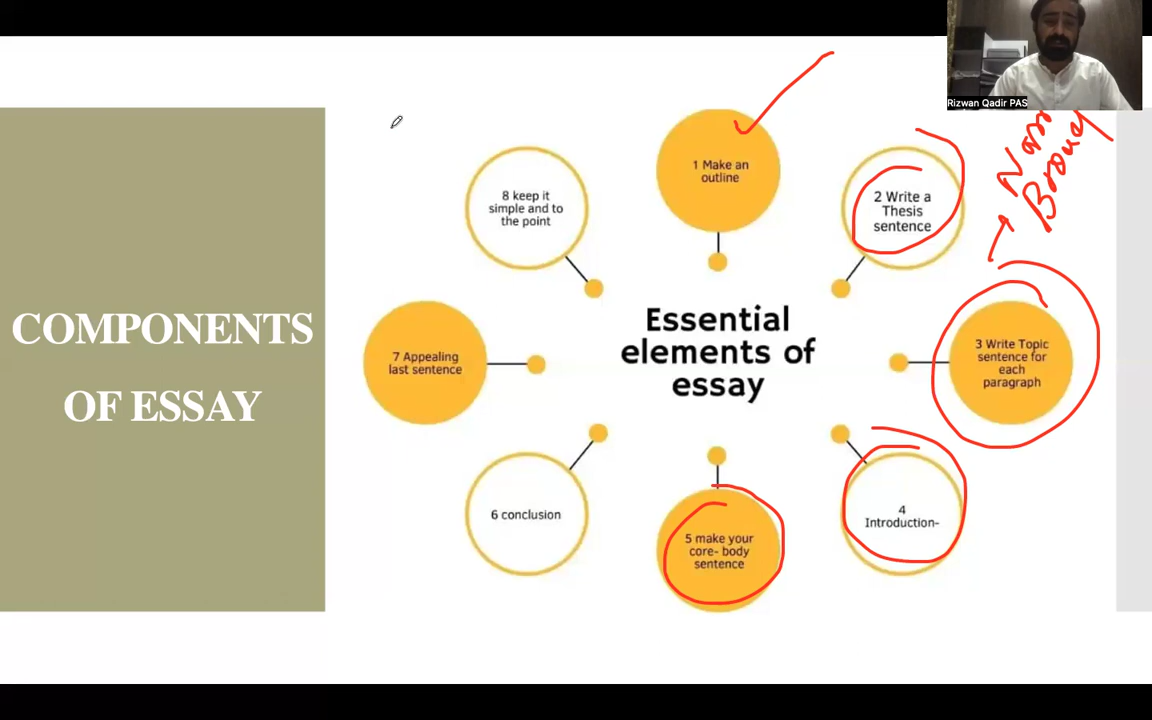 Rizwan Qadir PAS
COMPONENTS
OF ESSAY
Essential
elements of
essay
1 Make an
outline
2 Write a
Thesis
sentence
3 Write Topic
sentence for
each
paragraph
4
Introduction-
5 make your
core- body
sentence
6 conclusion
7 Appealing
last sentence
8 keep it
simple and to
the point